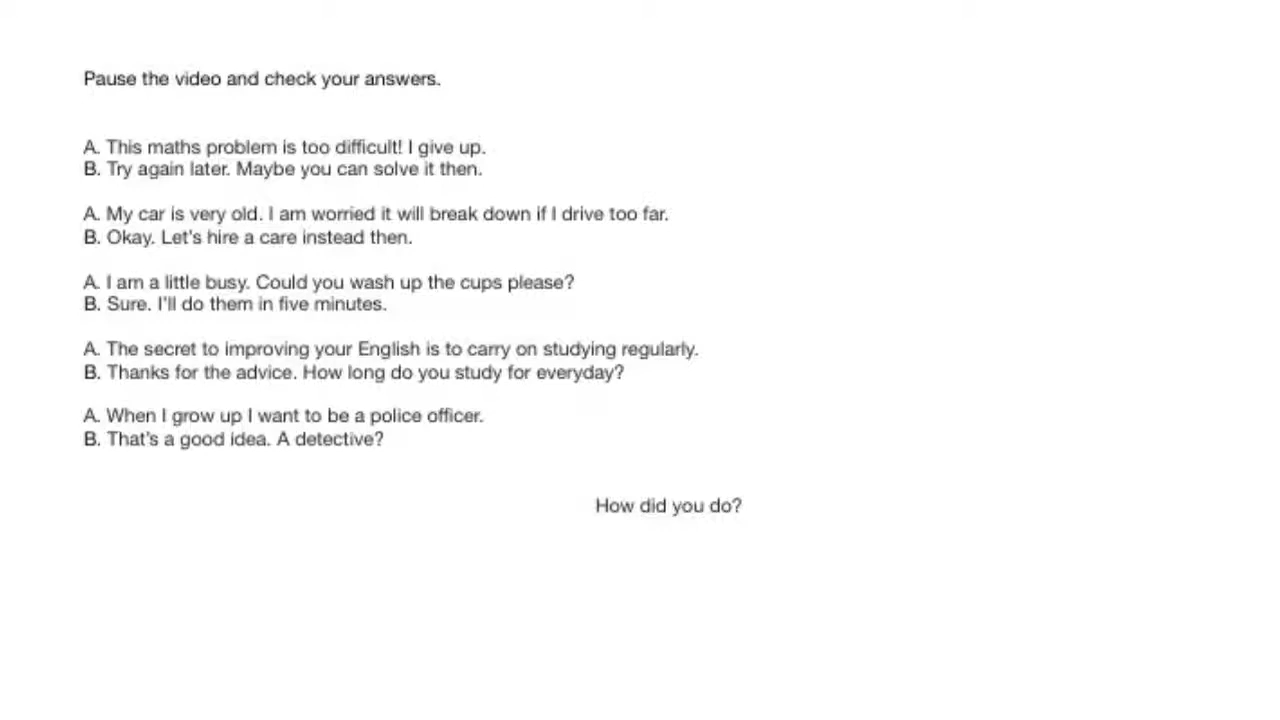 Pause the video and check your answers.
A. This maths problem is too difficult! I give up.
B. Try again later. Maybe you can solve it then.
A. My car is very old. I am worried it will break down if I drive too far.
B. Okay. Let's hire a care instead then.
A. I am a little busy. Could you wash up the cups please?
B. Sure. I'll do them in five minutes.
A. The secret to improving your English is to carry on studying regularly.
B. Thanks for the advice. How long do you study for everyday?
A. When I grow up I want to be a police officer.
B. That's a good idea. A detective?
How did you do?